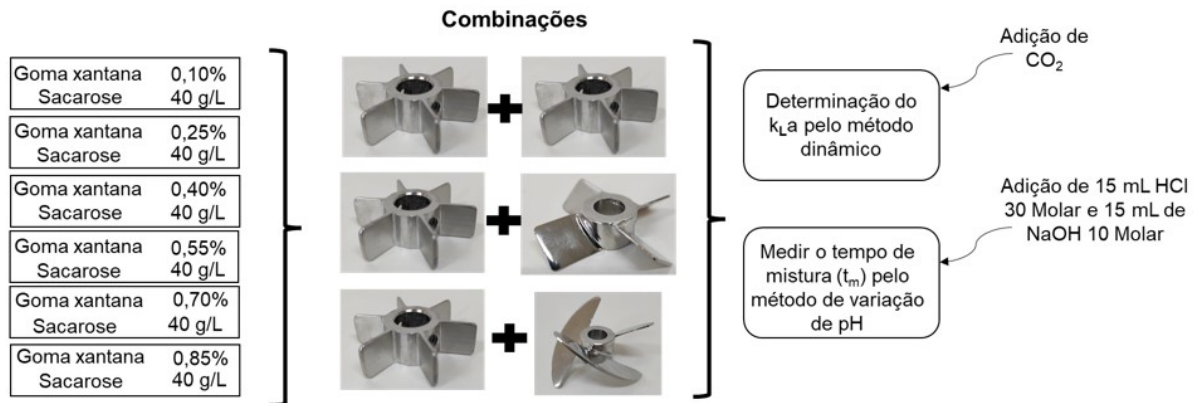 Combinações
Goma xantana 0,10%
Sacarose 40 g/L
Goma xantana 0,25%
Sacarose 40 g/L
Goma xantana 0,40%
Sacarose 40 g/L
Goma xantana 0,55%
Sacarose 40 g/L
Goma xantana 0,70%
Sacarose 40 g/L
Goma xantana 0,85%
Sacarose 40 g/L
Adição de
CO₂
Determinação do
kLa pelo método
dinâmico
Adição de 15 mL HCl
30 Molar e 15 mL de
NaOH 10 Molar
Medir o tempo de
mistura (tm) pelo
método de variação
de pH